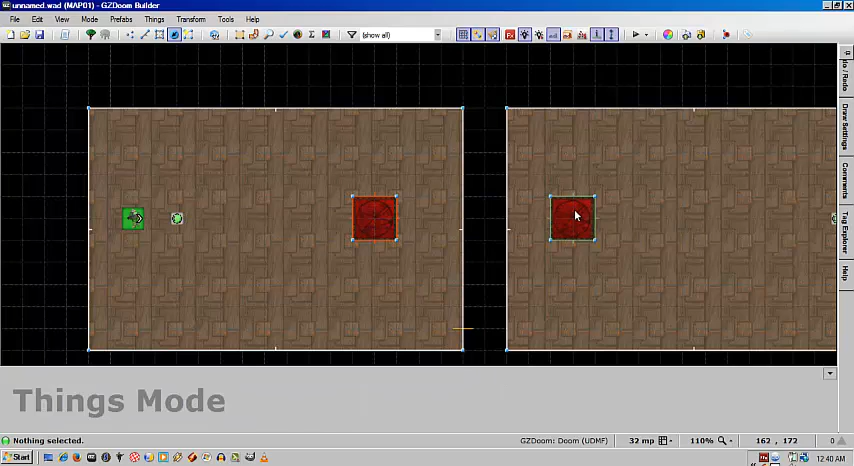 unnamed.wad (MAP01) - GZDoom Builder
File Edit View Mode Prefabs Things Transform Tools Help
(show all)
Draw Settings
Comments
Tag Explorer
Help
Things Mode
Nothing selected.
GZDoom: Doom (UDMF)
32 mp
110%
162 , 172
0
Start
12:40 AM